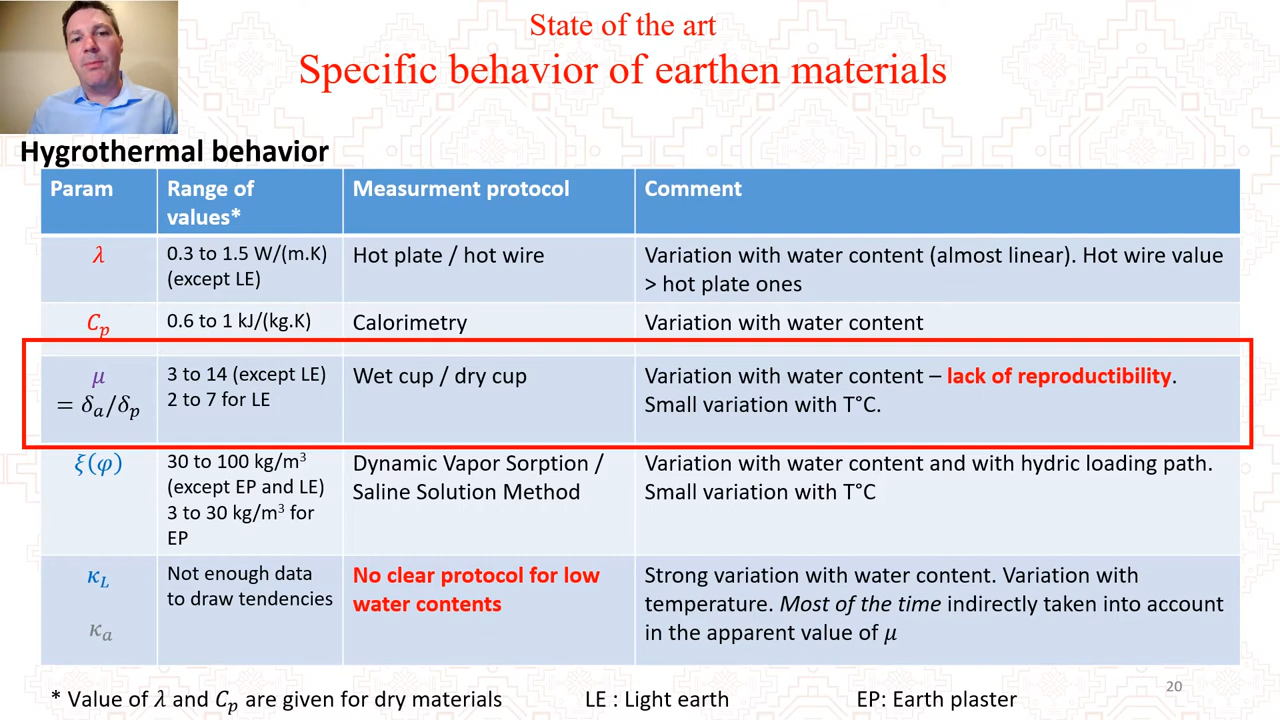 State of the art
Specific behavior of earthen materials
Hygrothermal behavior
Param
Range of
values*
Measurment protocol
Comment
λ
0.3 to 1.5 W/(m.K)
(except LE)
Hot plate / hot wire
Variation with water content (almost linear). Hot wire value
> hot plate ones
Cₚ
0.6 to 1 kJ/(kg.K)
Calorimetry
Variation with water content
μ
= δₐ/δₚ
3 to 14 (except LE)
2 to 7 for LE
Wet cup / dry cup
Variation with water content – lack of reproductibility.
Small variation with T°C.
ξ(φ)
30 to 100 kg/m³
(except EP and LE)
3 to 30 kg/m³ for
EP
Dynamic Vapor Sorption /
Saline Solution Method
Variation with water content and with hydric loading path.
Small variation with T°C
κL
κₐ
Not enough data
to draw tendencies
No clear protocol for low
water contents
Strong variation with water content. Variation with
temperature. Most of the time indirectly taken into account
in the apparent value of μ
* Value of λ and Cₚ are given for dry materials
LE : Light earth
EP: Earth plaster
20